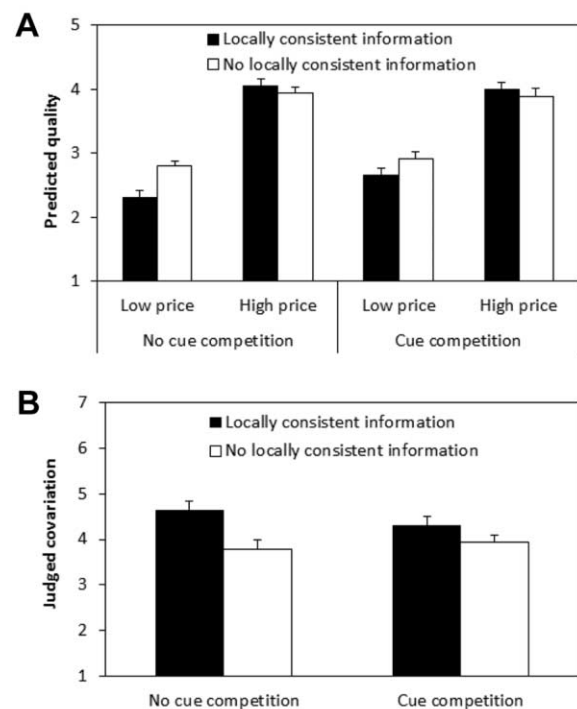 A
5
4
3
2
1
Predicted quality
Locally consistent information
No locally consistent information
Low price High price Low price High price
No cue competition Cue competition
B
7
6
5
4
3
2
1
Judged covariation
Locally consistent information
No locally consistent information
No cue competition Cue competition